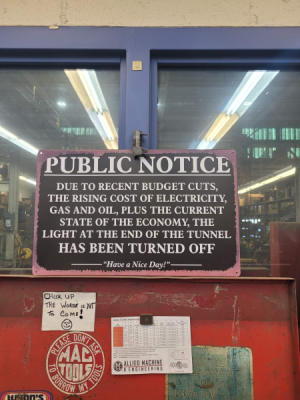 PUBLIC NOTICE
DUE TO RECENT BUDGET CUTS,
THE RISING COST OF ELECTRICITY,
GAS AND OIL, PLUS THE CURRENT
STATE OF THE ECONOMY, THE
LIGHT AT THE END OF THE TUNNEL
HAS BEEN TURNED OFF
"Have a Nice Day!"
CHEER UP
THE WORSE IS YET
TO COME!
PLEASE DON'T ASK
MAC
TOOLS
TO BORROW MY TOOLS
ALLIED MACHINE
& ENGINEERING